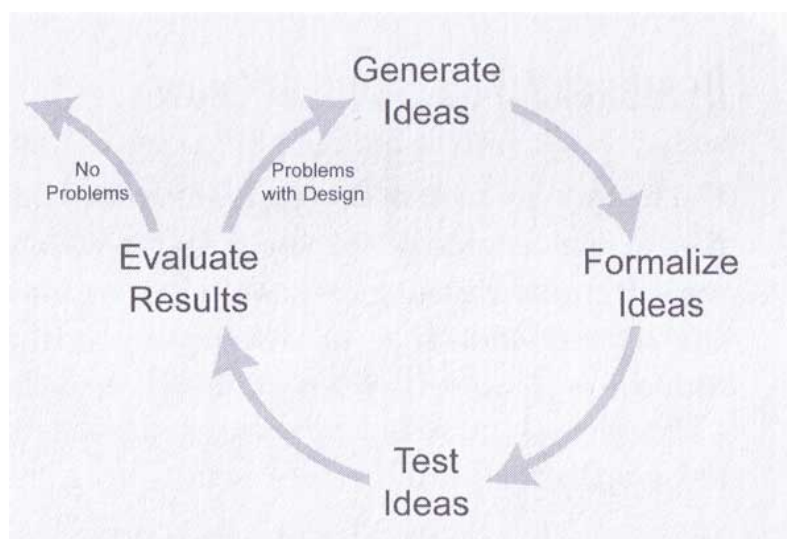 Generate
Ideas
No
Problems
Problems
with Design
Evaluate
Results
Formalize
Ideas
Test
Ideas